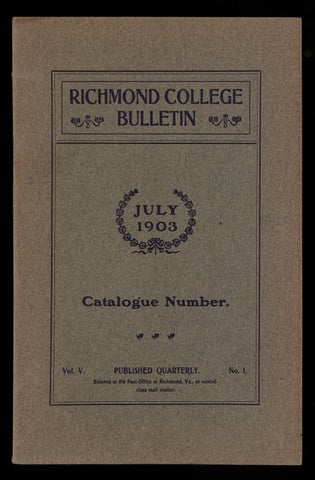 RICHMOND COLLEGE
BULLETIN
JULY
1903
Catalogue Number.
Vol. V. PUBLISHED QUARTERLY. No. 1,
Entered at the Post-Office at Richmond, Va., as second-
class mail matter.